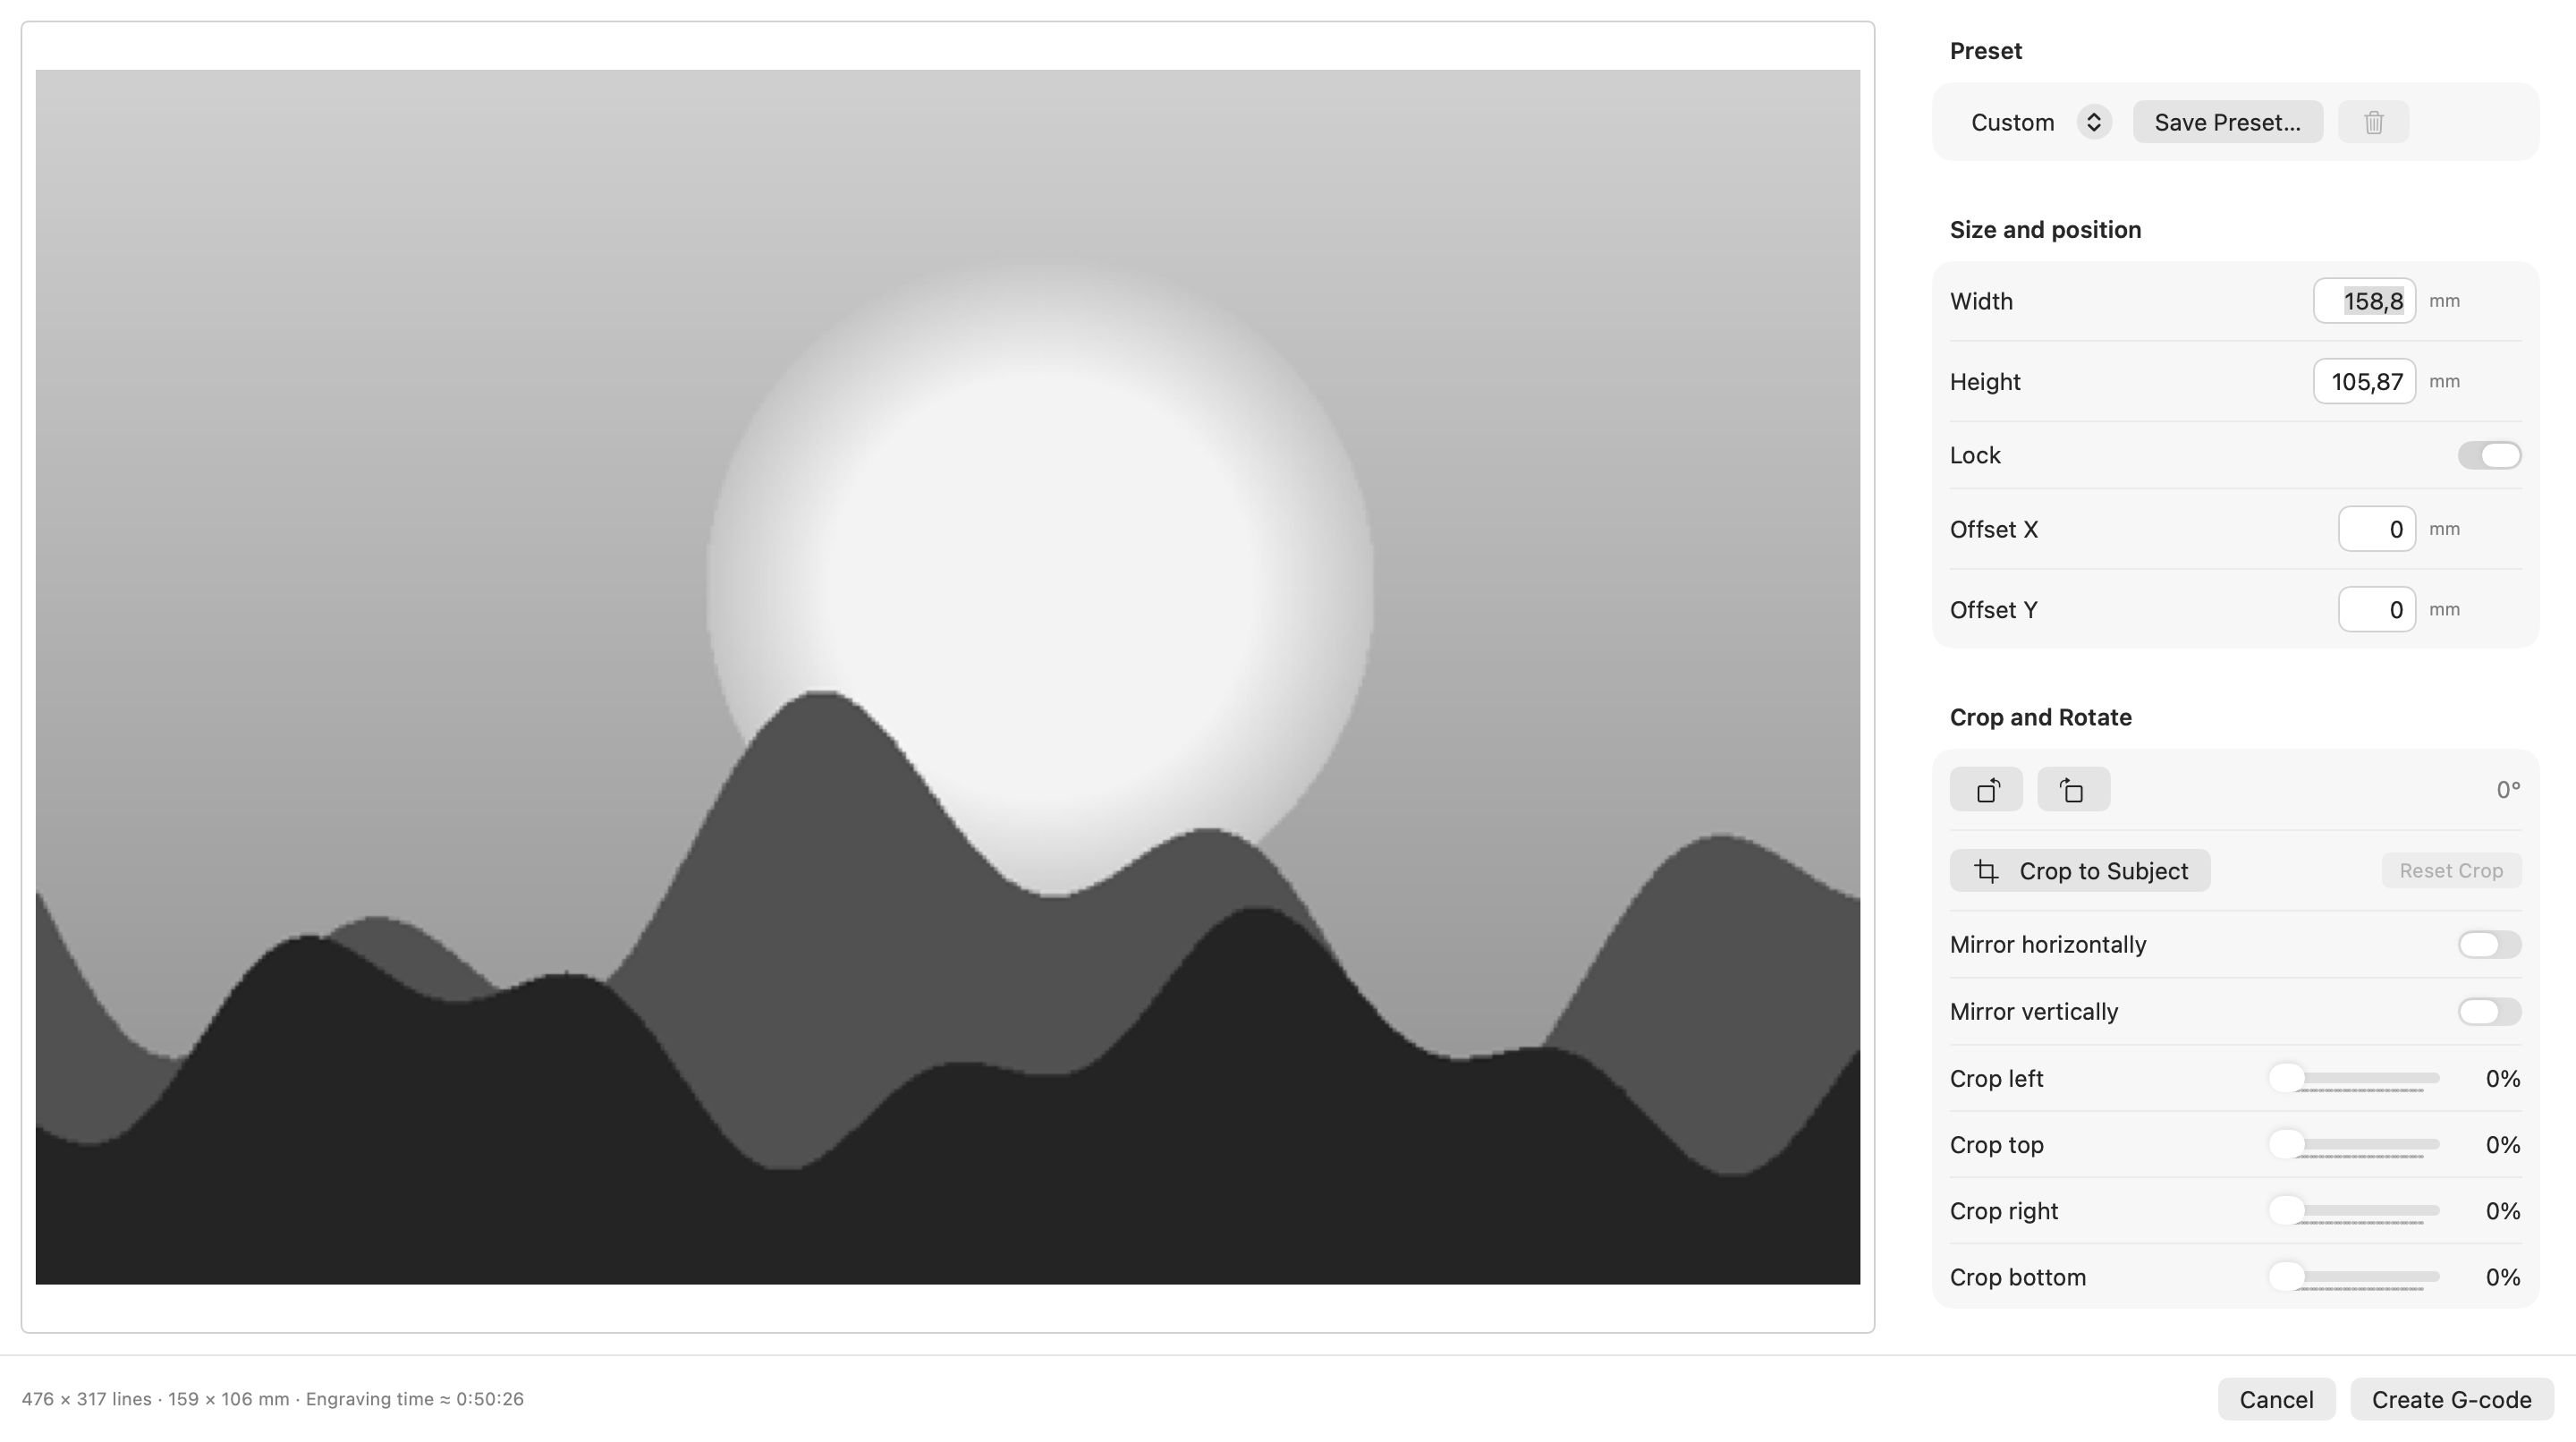 Preset
Custom
Save Preset...
Size and position
Width 158,8 mm
Height 105,87 mm
Lock
Offset X 0 mm
Offset Y 0 mm
Crop and Rotate
0°
Crop to Subject
Reset Crop
Mirror horizontally
Mirror vertically
Crop left 0%
Crop top 0%
Crop right 0%
Crop bottom 0%
476 × 317 lines · 159 × 106 mm · Engraving time ≈ 0:50:26
Cancel
Create G-code